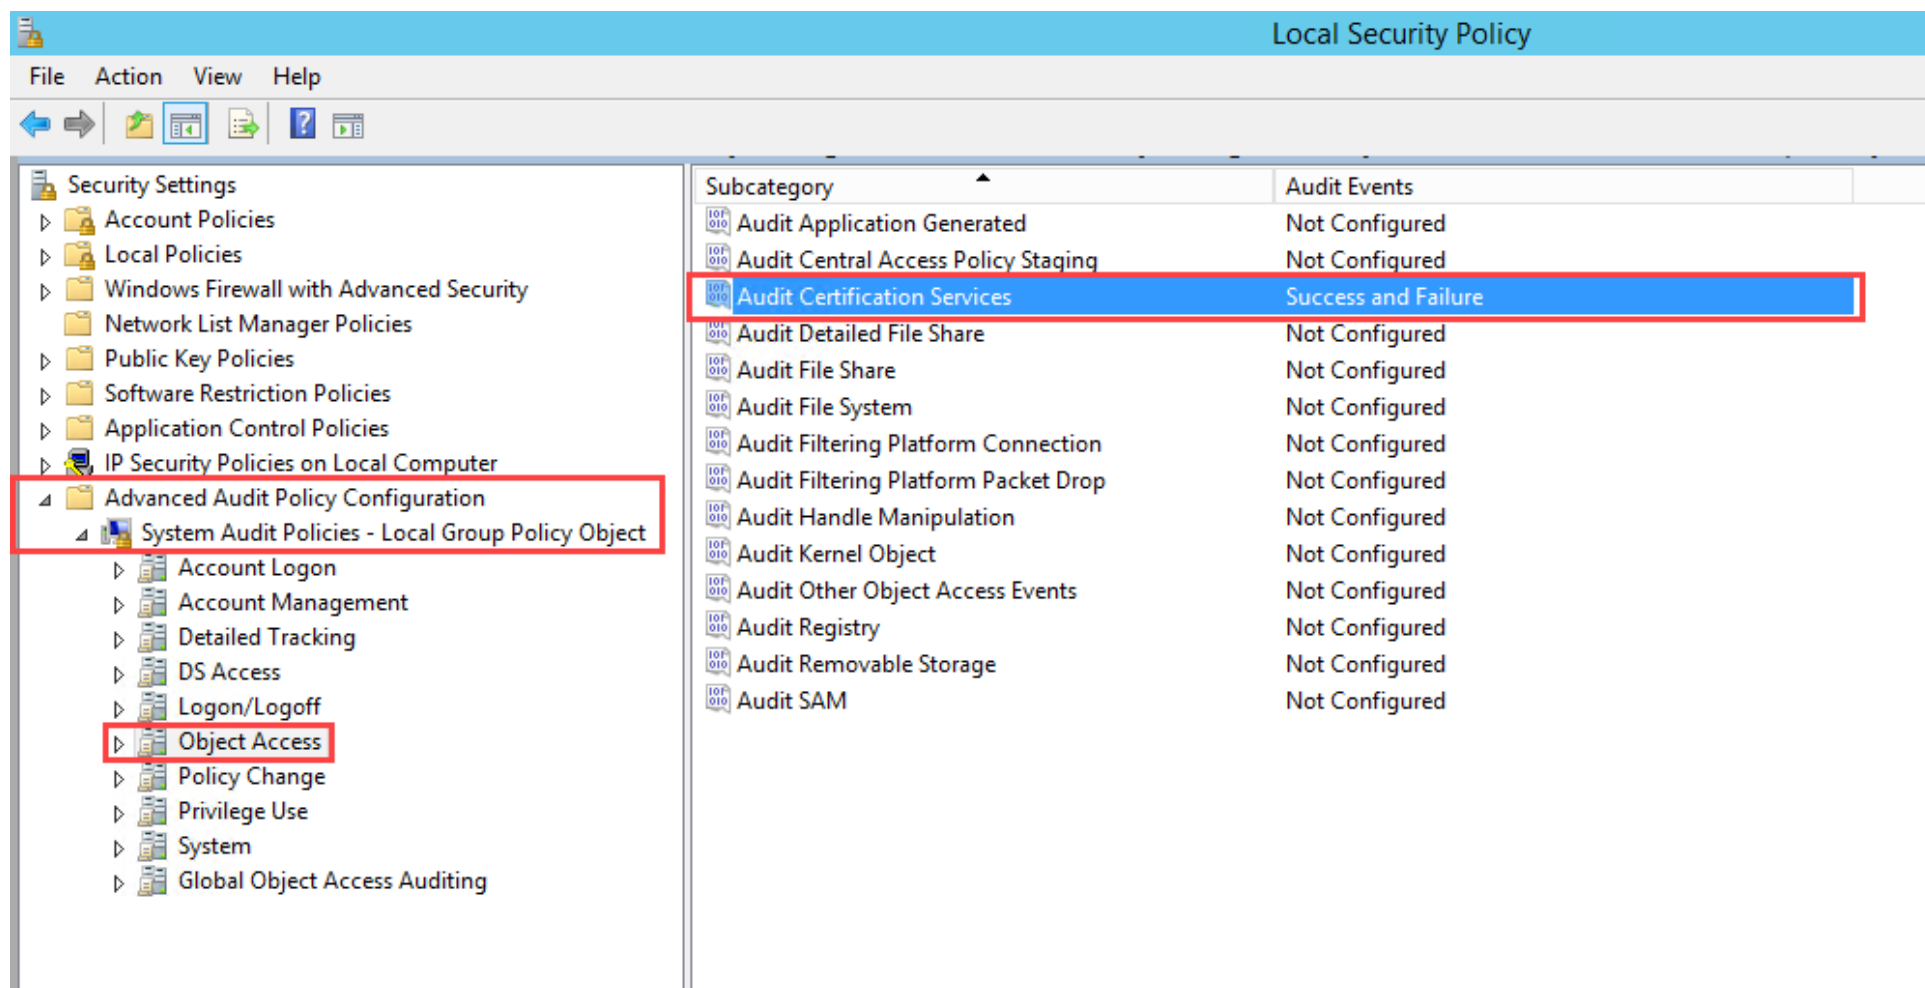 Local Security Policy
File Action View Help
Security Settings
Account Policies
Local Policies
Windows Firewall with Advanced Security
Network List Manager Policies
Public Key Policies
Software Restriction Policies
Application Control Policies
IP Security Policies on Local Computer
Advanced Audit Policy Configuration
System Audit Policies - Local Group Policy Object
Account Logon
Account Management
Detailed Tracking
DS Access
Logon/Logoff
Object Access
Policy Change
Privilege Use
System
Global Object Access Auditing
Subcategory Audit Events
Audit Application Generated Not Configured
Audit Central Access Policy Staging Not Configured
Audit Certification Services Success and Failure
Audit Detailed File Share Not Configured
Audit File Share Not Configured
Audit File System Not Configured
Audit Filtering Platform Connection Not Configured
Audit Filtering Platform Packet Drop Not Configured
Audit Handle Manipulation Not Configured
Audit Kernel Object Not Configured
Audit Other Object Access Events Not Configured
Audit Registry Not Configured
Audit Removable Storage Not Configured
Audit SAM Not Configured